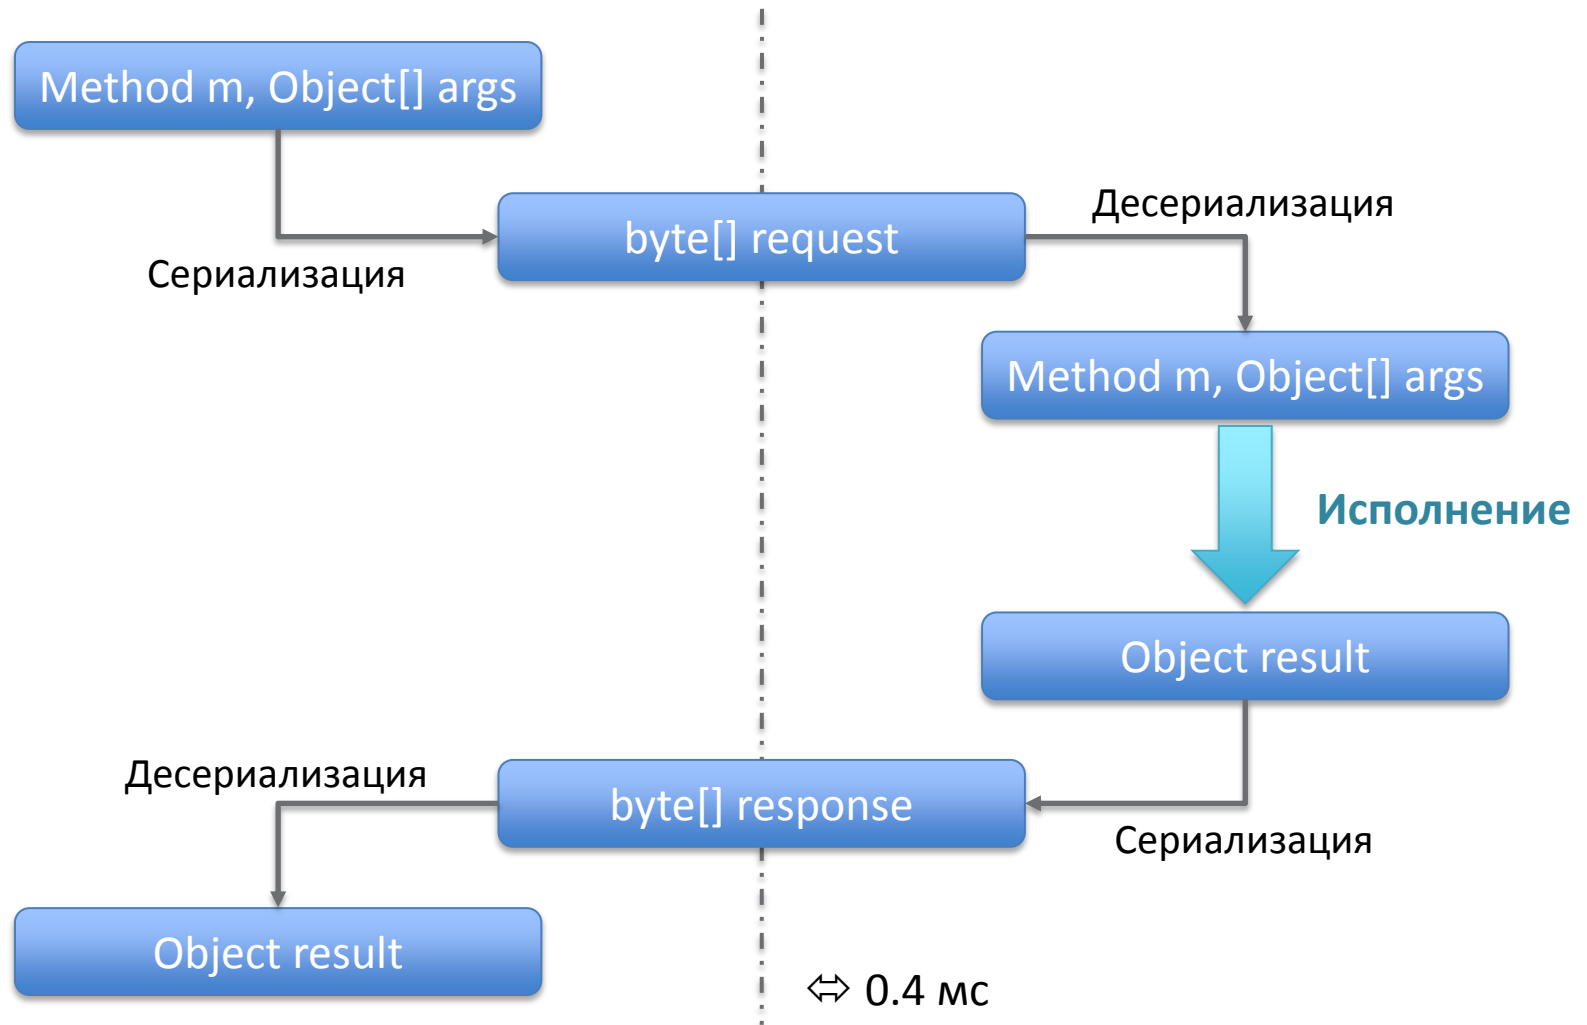 Method m, Object[] args
byte[] request
Десериализация
Сериализация
Method m, Object[] args
Исполнение
Object result
Десериализация
byte[] response
Сериализация
Object result
⬄ 0.4 мс